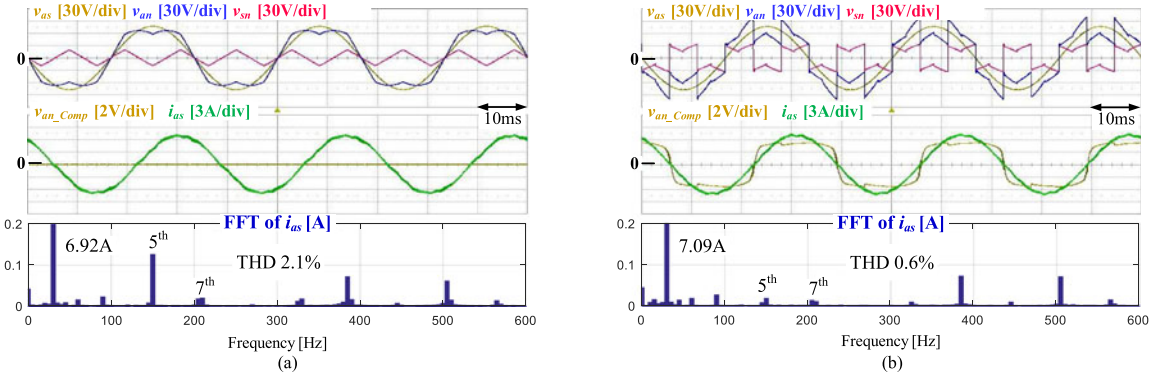 vas [30V/div] van [30V/div] vsn [30V/div]
0
10ms
van_Comp [2V/div] ias [3A/div]
0
FFT of ias [A]
0.2
0.1
0
6.92A
5th
7th
THD 2.1%
0 100 200 300 400 500 600
Frequency [Hz]
(a)
vas [30V/div] van [30V/div] vsn [30V/div]
0
10ms
van_Comp [2V/div] ias [3A/div]
0
FFT of ias [A]
0.2
0.1
0
7.09A
5th
7th
THD 0.6%
0 100 200 300 400 500 600
Frequency [Hz]
(b)